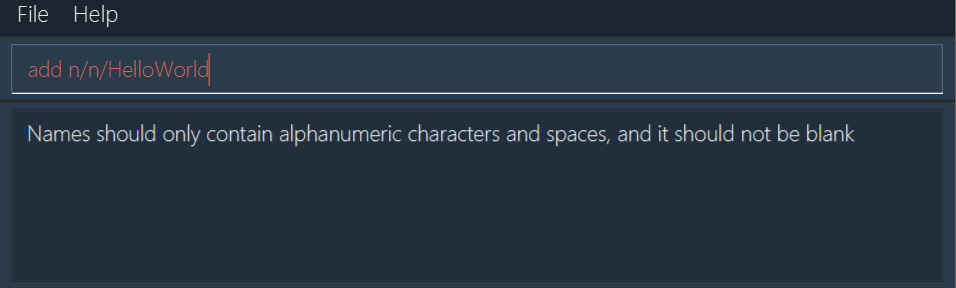 File Help
add n/n/HelloWorld
Names should only contain alphanumeric characters and spaces, and it should not be blank